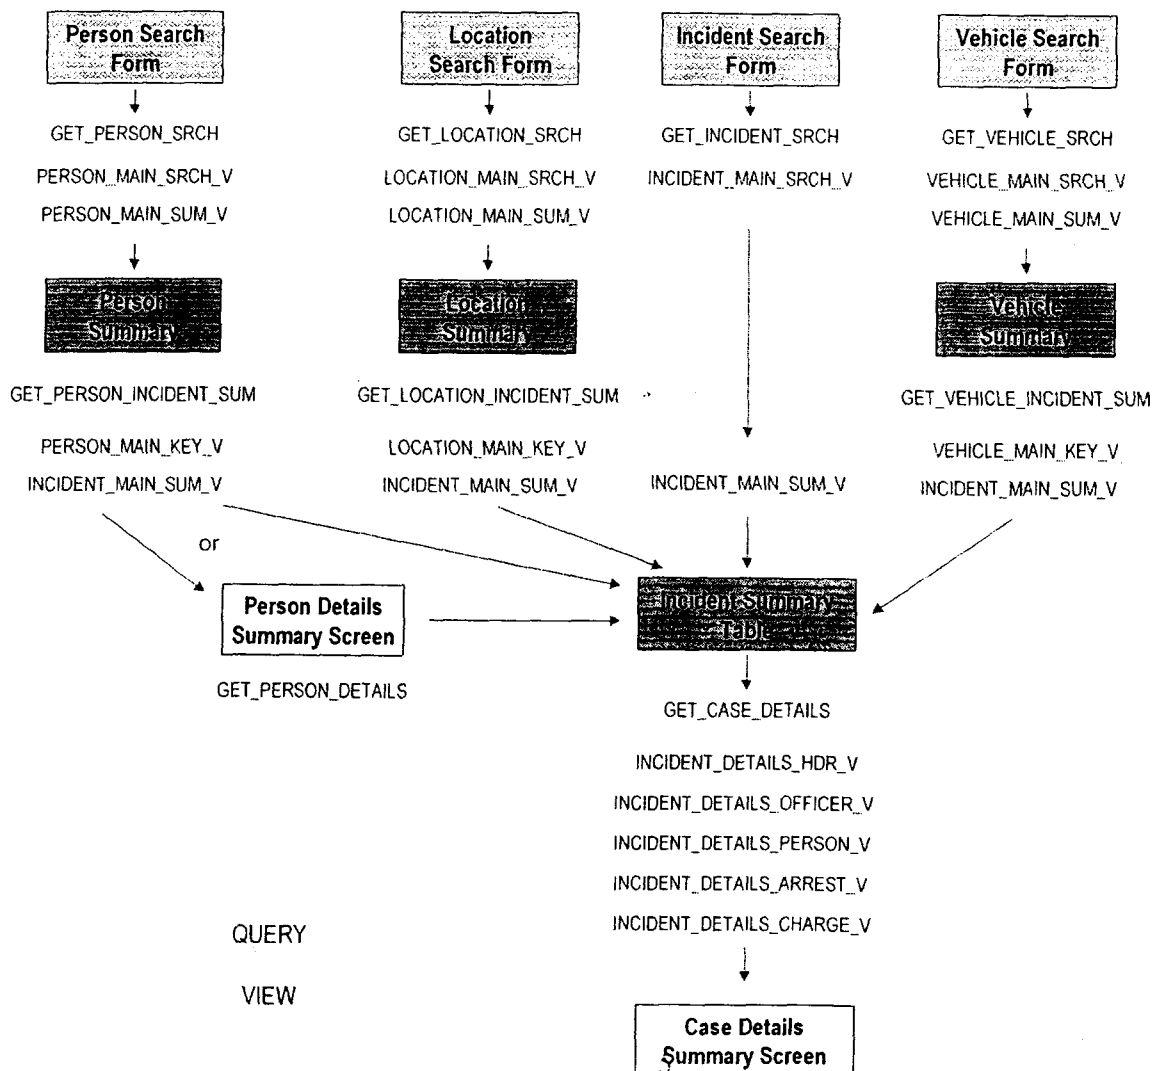 Person Search
Form
Location
Search Form
Incident Search
Form
Vehicle Search
Form
GET_PERSON_SRCH
GET_LOCATION_SRCH
GET_INCIDENT_SRCH
GET_VEHICLE_SRCH
PERSON_MAIN_SRCH_V
LOCATION_MAIN_SRCH_V
INCIDENT_MAIN_SRCH_V
VEHICLE_MAIN_SRCH_V
PERSON_MAIN_SUM_V
LOCATION_MAIN_SUM_V
VEHICLE_MAIN_SUM_V
Person
Summary
Location
Summary
Vehicle
Summary
GET_PERSON_INCIDENT_SUM
GET_LOCATION_INCIDENT_SUM
GET_VEHICLE_INCIDENT_SUM
PERSON_MAIN_KEY_V
LOCATION_MAIN_KEY_V
VEHICLE_MAIN_KEY_V
INCIDENT_MAIN_SUM_V
INCIDENT_MAIN_SUM_V
INCIDENT_MAIN_SUM_V
INCIDENT_MAIN_SUM_V
or
Person Details
Summary Screen
Incident Summary
Table
GET_PERSON_DETAILS
GET_CASE_DETAILS
INCIDENT_DETAILS_HDR_V
INCIDENT_DETAILS_OFFICER_V
INCIDENT_DETAILS_PERSON_V
INCIDENT_DETAILS_ARREST_V
INCIDENT_DETAILS_CHARGE_V
QUERY
VIEW
Case Details
Summary Screen